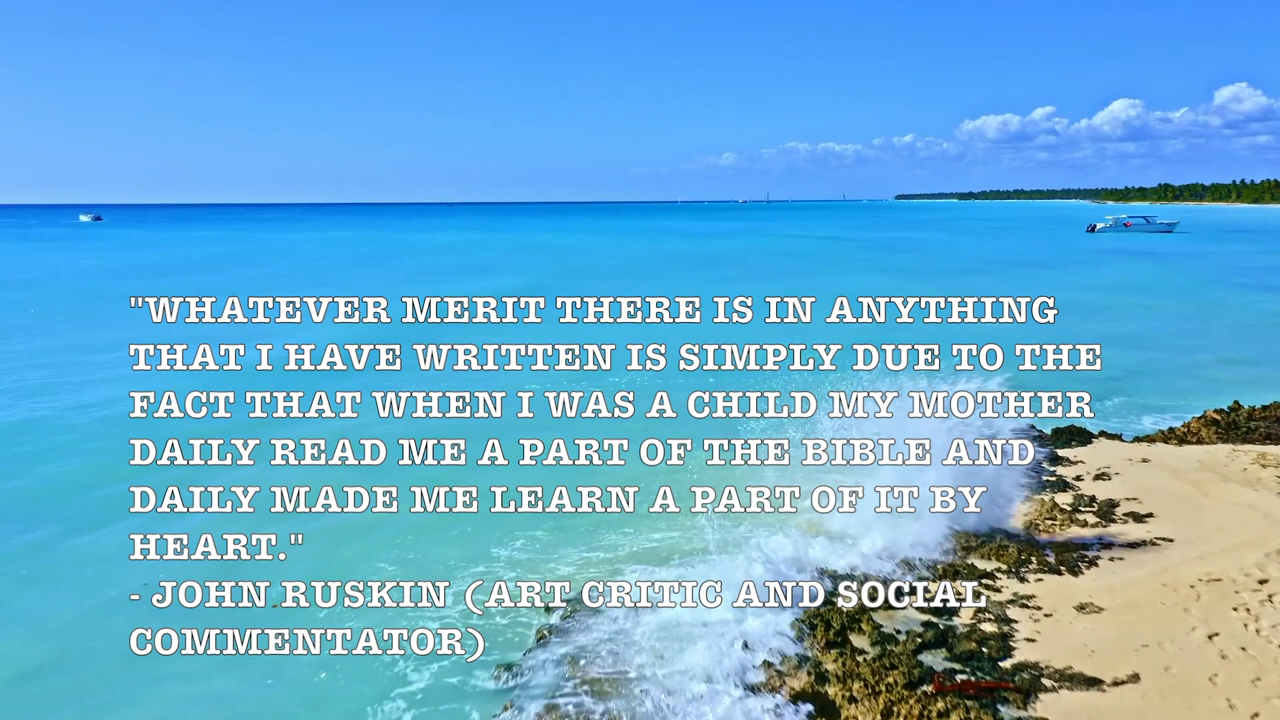 "WHATEVER MERIT THERE IS IN ANYTHING
THAT I HAVE WRITTEN IS SIMPLY DUE TO THE
FACT THAT WHEN I WAS A CHILD MY MOTHER
DAILY READ ME A PART OF THE BIBLE AND
DAILY MADE ME LEARN A PART OF IT BY
HEART."
- JOHN RUSKIN (ART CRITIC AND SOCIAL
COMMENTATOR)